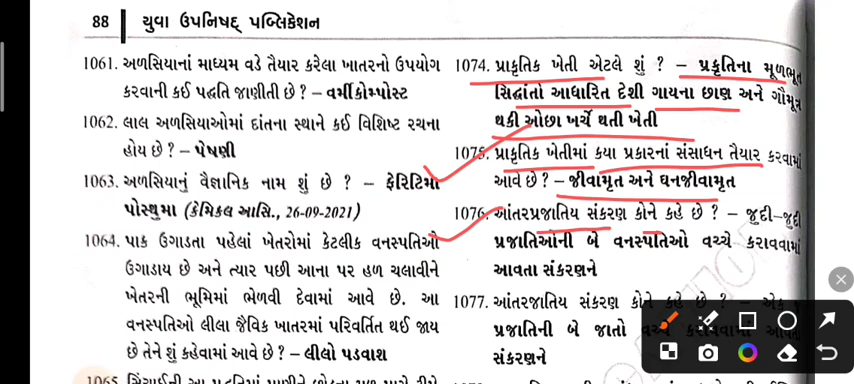 88 યુવા ઉપનિષદ્ પબ્લિકેશન
1061. અળસિયાનાં માધ્યમ વડે તૈયાર કરેલા ખાતરનો ઉપયોગ
કરવાની કઈ પદ્ધતિ જાણીતી છે ? – વર્મીકોમ્પોસ્ટ
1062. લાલ અળસિયાઓમાં દાંતના સ્થાને કઈ વિશિષ્ટ રચના
હોય છે ? – પેષણી
1063. અળસિયાનું વૈજ્ઞાનિક નામ શું છે ? – ફેરિટિમા
પોસ્થુમા (કેમિકલ આસિ., 26-09-2021)
1064. પાક ઉગાડતા પહેલાં ખેતરોમાં કેટલીક વનસ્પતિઓ
ઉગાડાય છે અને ત્યાર પછી આના પર હળ ચલાવીને
ખેતરની ભૂમિમાં ભેળવી દેવામાં આવે છે. આ
વનસ્પતિઓ લીલા જૈવિક ખાતરમાં પરિવર્તિત થઈ જાય
છે તેને શું કહેવામાં આવે છે ? – લીલો પડવાશ
1065.
1074. પ્રાકૃતિક ખેતી એટલે શું ? – પ્રકૃતિના મૂળભૂત
સિદ્ધાંતો આધારિત દેશી ગાયના છાણ અને ગૌમૂત્ર
થકી ઓછા ખર્ચે થતી ખેતી
1075. પ્રાકૃતિક ખેતીમાં કયા પ્રકારનાં સંસાધન તૈયાર કરવામાં
આવે છે ? – જીવામૃત અને ઘનજીવામૃત
1076. આંતરપ્રજાતિય સંકરણ કોને કહે છે ? – જુદી-જુદી
પ્રજાતિઓની બે વનસ્પતિઓ વચ્ચે કરાવવામાં
આવતા સંકરણને
1077. આંતરજાતિય સંકરણ કોને કહે છે ? – એક
પ્રજાતિની બે જાતો વચ્ચે
સંકરણને